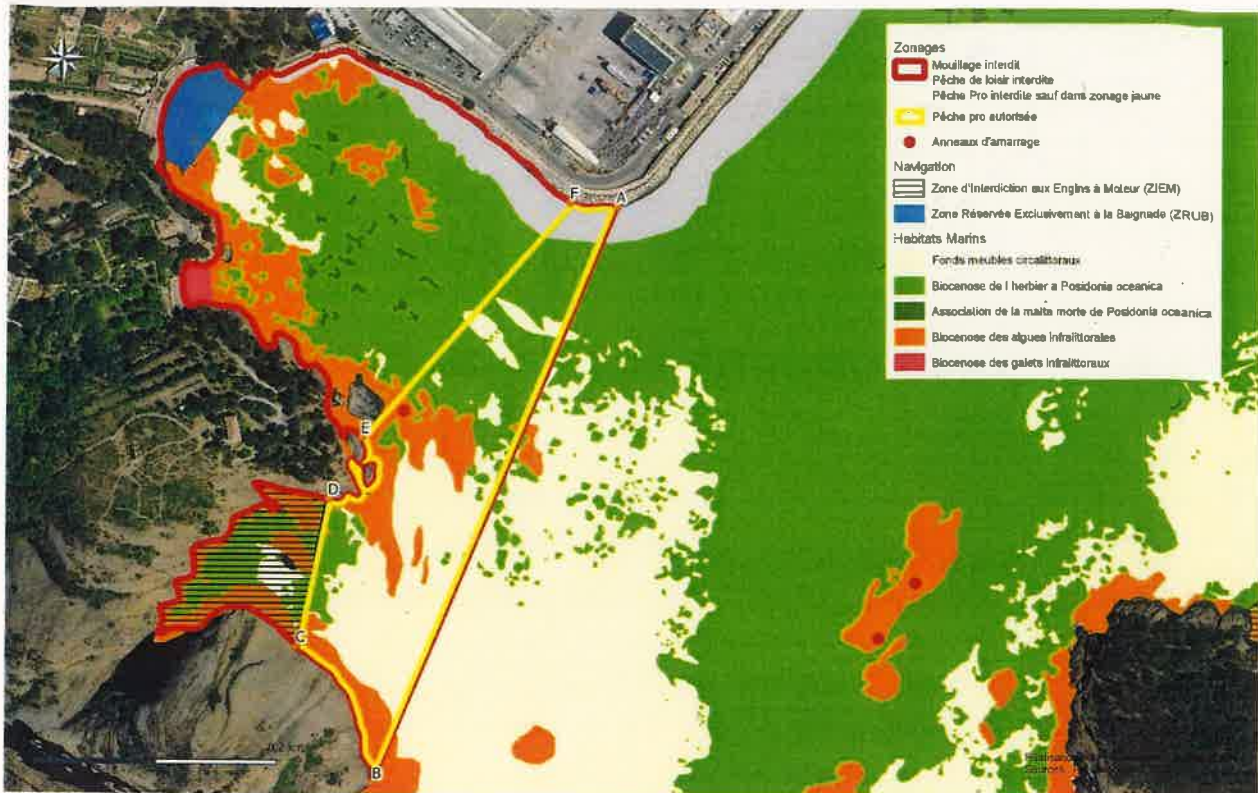 Zonages
Mouillage interdit
Pêche de loisir interdite
Pêche Pro interdite sauf dans zonage jaune
Pêche pro autorisée
Anneaux d'amarrage
Navigation
Zone d'Interdiction aux Engins à Moteur (ZIEM)
Zone Réservée Exclusivement à la Baignade (ZRUB)
Habitats Marins
Fonds meubles circalittoraux
Biocenose de l herbier a Posidonia oceanica
Association de la matte morte de Posidonia oceanica
Biocenose des algues infralittorales
Biocenose des galets infralittoraux
F
A
E
D
C
B
0,2 km